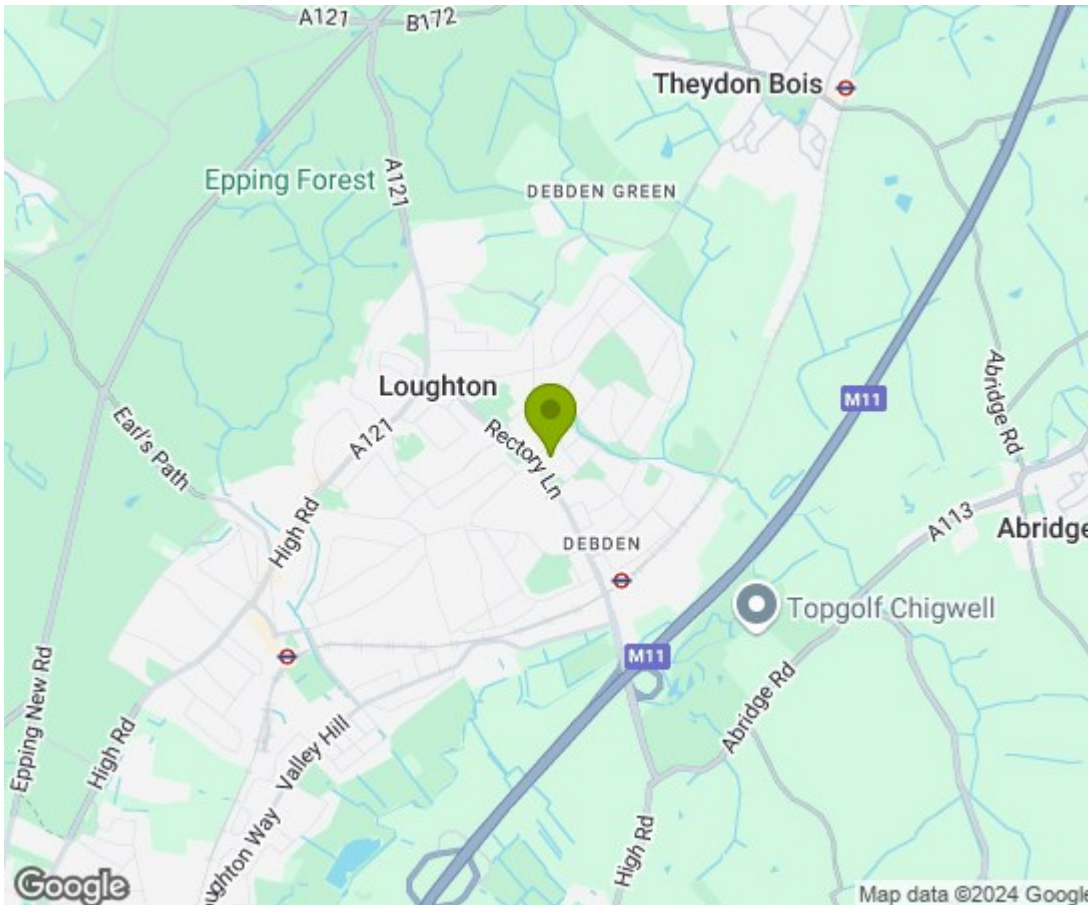 A121
B172
Theydon Bois
A121
Epping Forest
DEBDEN GREEN
Loughton
M11
Abridge Rd
A121
Rectory Ln
Earl's Path
High Rd
A113
Abridge
DEBDEN
Topgolf Chigwell
M11
Epping New Rd
High Rd
Valley Hill
Abridge Rd
High Rd
oughton Way
Google
Map data ©2024 Google